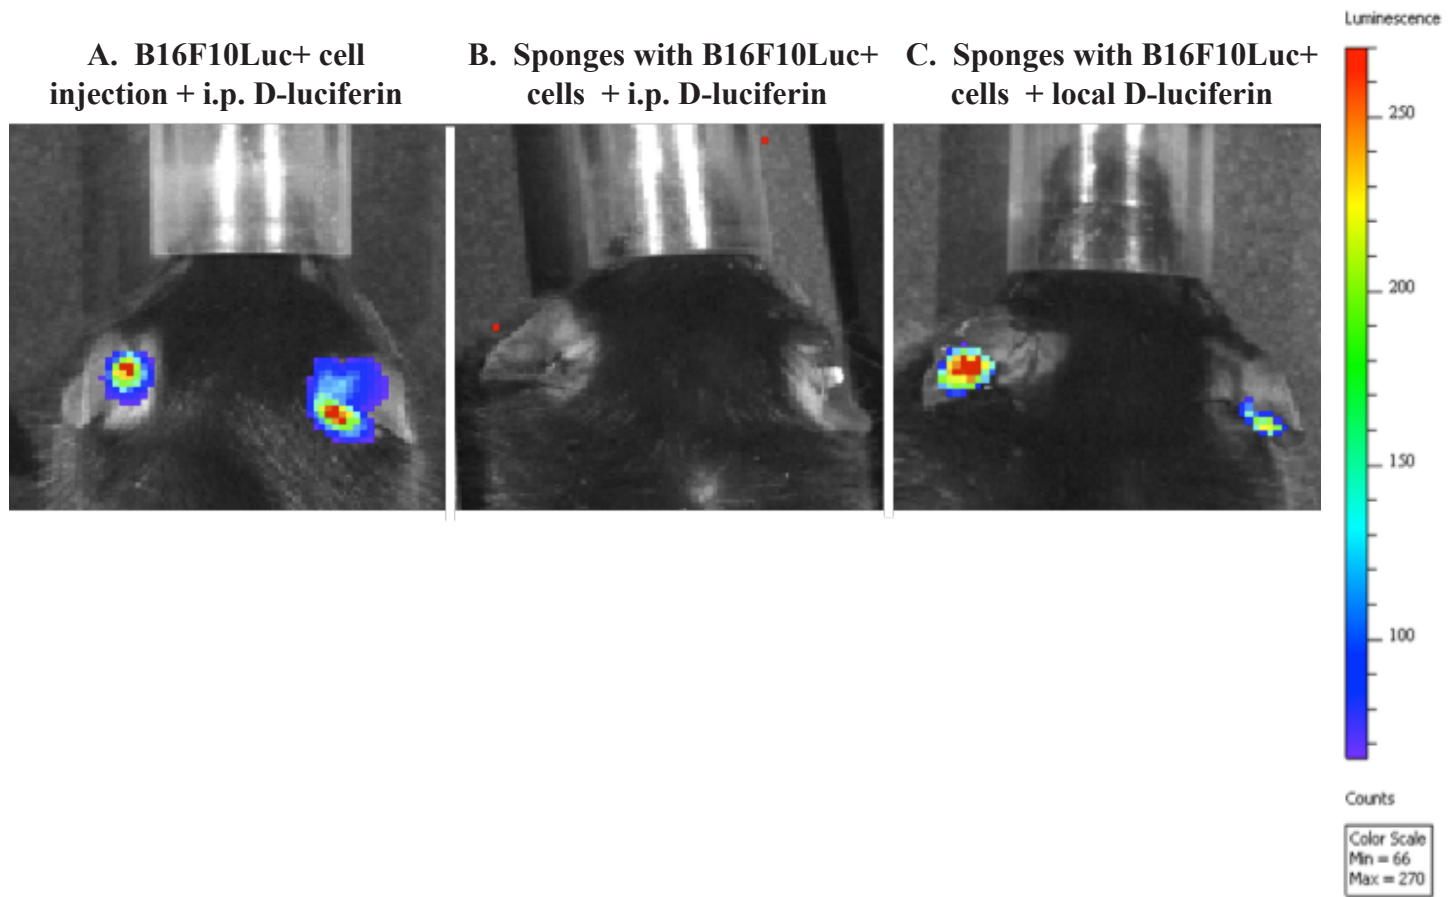 Luminescence
A. B16F10Luc+ cell
injection + i.p. D-luciferin
B. Sponges with B16F10Luc+
cells + i.p. D-luciferin
C. Sponges with B16F10Luc+
cells + local D-luciferin
250
200
150
100
Counts
Color Scale
Min = 66
Max = 270